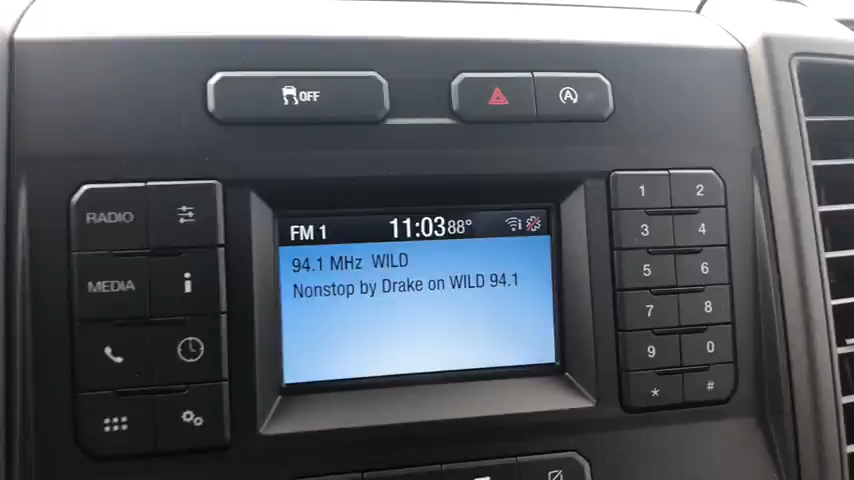 OFF
A
RADIO
MEDIA
i
FM 1 11:03 88°
94.1 MHz WILD
Nonstop by Drake on WILD 94.1
1 2
3 4
5 6
7 8
9 0
* #